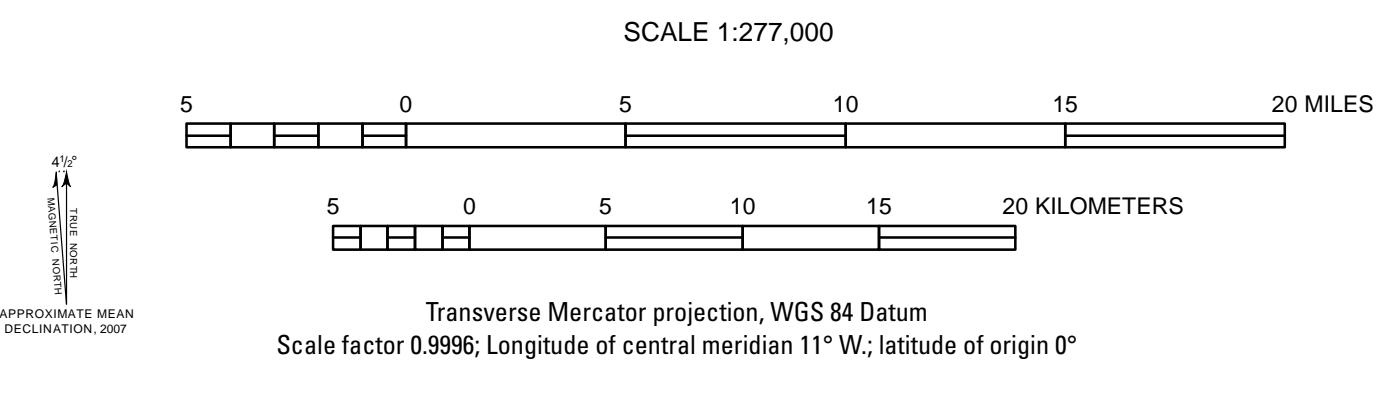 SCALE 1:277,000
5 0 5 10 15 20 MILES
5 0 5 10 15 20 KILOMETERS
4 1/2°
MAGNETIC NORTH
TRUE NORTH
APPROXIMATE MEAN
DECLINATION, 2007
Transverse Mercator projection, WGS 84 Datum
Scale factor 0.9996; Longitude of central meridian 11° W.; latitude of origin 0°